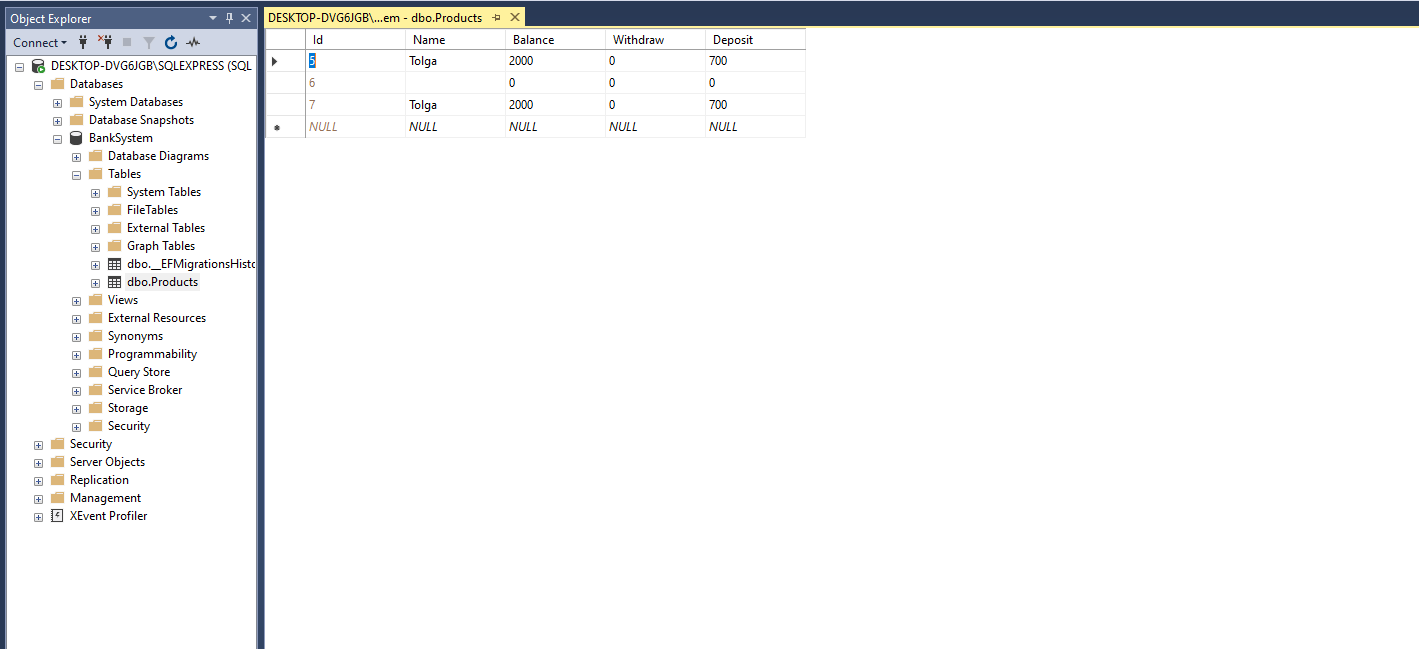 Object Explorer
Connect
DESKTOP-DVG6JGB\SQLEXPRESS (SQL
Databases
System Databases
Database Snapshots
BankSystem
Database Diagrams
Tables
System Tables
FileTables
External Tables
Graph Tables
dbo.__EFMigrationsHisto
dbo.Products
Views
External Resources
Synonyms
Programmability
Query Store
Service Broker
Storage
Security
Security
Server Objects
Replication
Management
XEvent Profiler
DESKTOP-DVG6JGB\...em - dbo.Products
Id Name Balance Withdraw Deposit
5 Tolga 2000 0 700
6 0 0 0
7 Tolga 2000 0 700
NULL NULL NULL NULL NULL